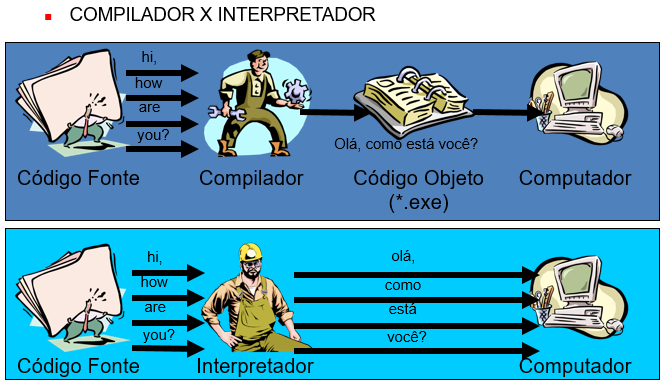 COMPILADOR X INTERPRETADOR
hi,
how
are
you?
Olá, como está você?
Código Fonte
Compilador
Código Objeto
(*.exe)
Computador
hi,
how
are
you?
olá,
como
está
você?
Código Fonte
Interpretador
Computador